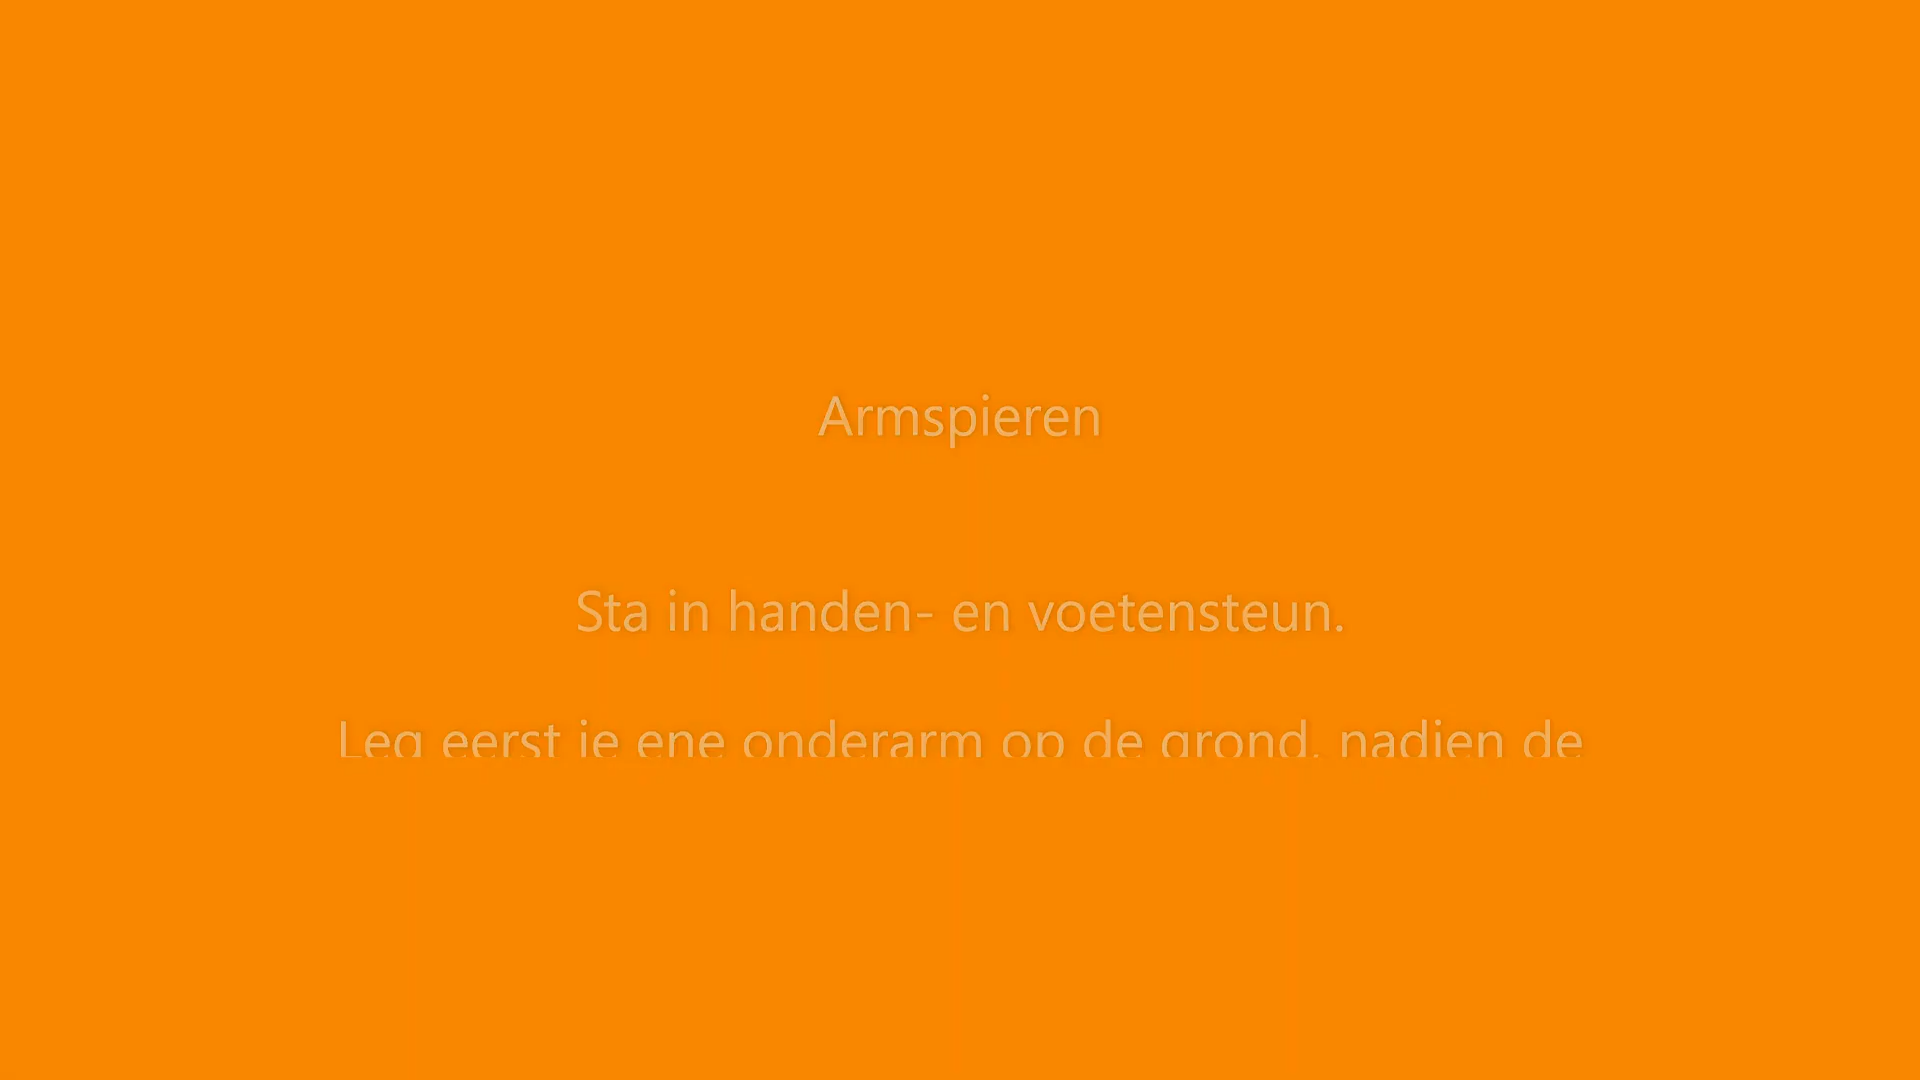 Armspieren
Sta in handen- en voetensteun.
Leg eerst je ene onderarm op de grond, nadien de